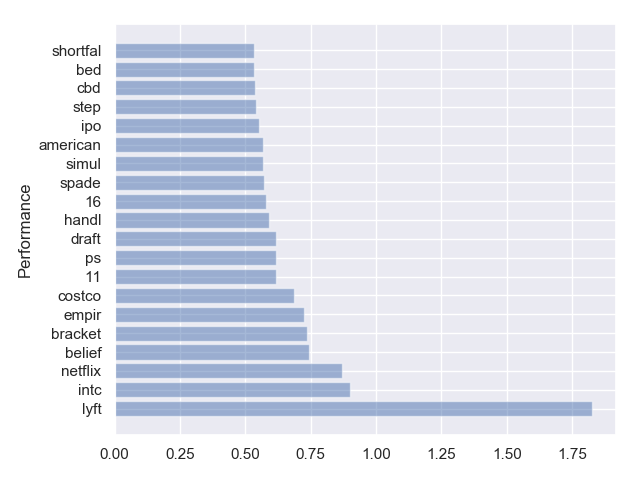 shortfal
bed
cbd
step
ipo
american
simul
spade
16
handl
draft
ps
11
costco
empir
bracket
belief
netflix
intc
lyft
Performance
0.00 0.25 0.50 0.75 1.00 1.25 1.50 1.75